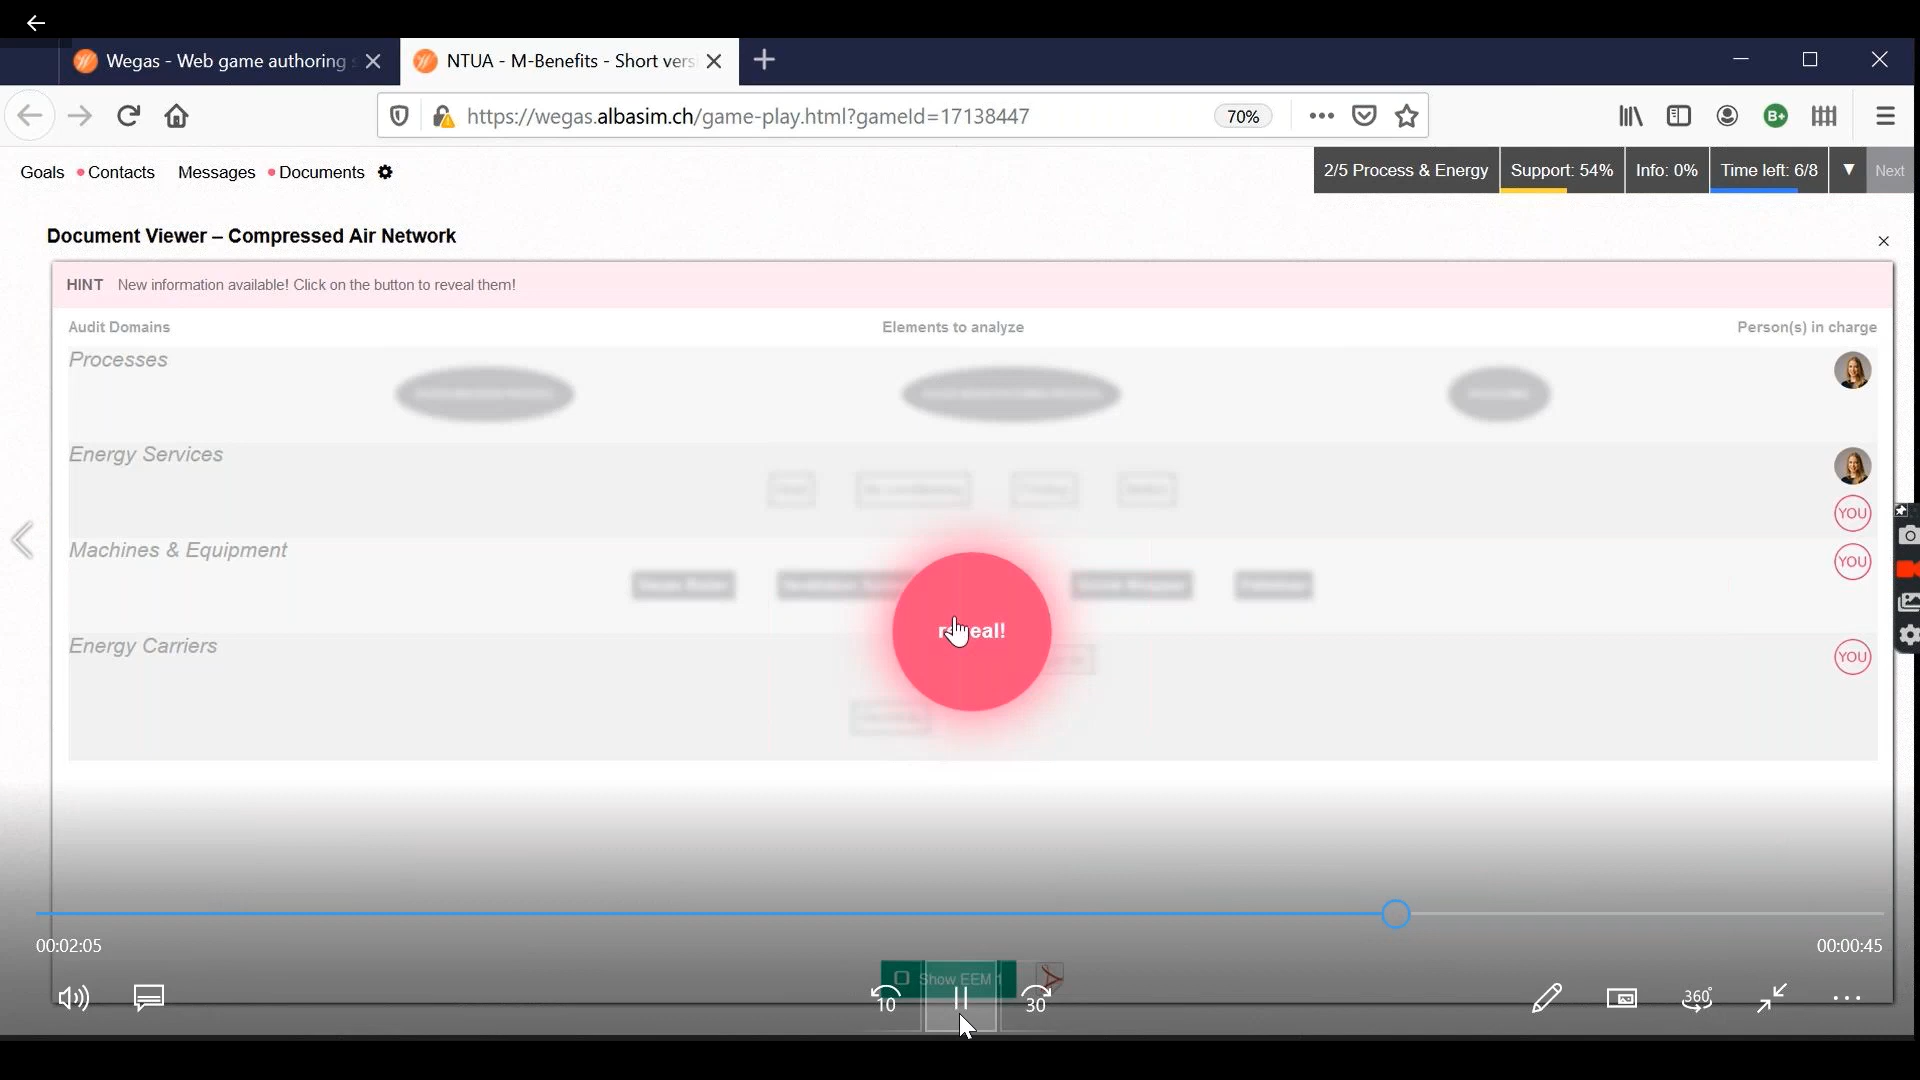 Wegas - Web game authoring
NTUA - M-Benefits - Short vers
https://wegas.albasim.ch/game-play.html?gameId=17138447
70%
Goals
Contacts
Messages
Documents
2/5 Process & Energy
Support: 54%
Info: 0%
Time left: 6/8
Next
Document Viewer – Compressed Air Network
HINT New information available! Click on the button to reveal them!
Audit Domains
Elements to analyze
Person(s) in charge
Processes
Energy Services
YOU
Machines & Equipment
YOU
reveal!
Energy Carriers
YOU
00:02:05
00:00:45
Show EEM 1
10
30
360°